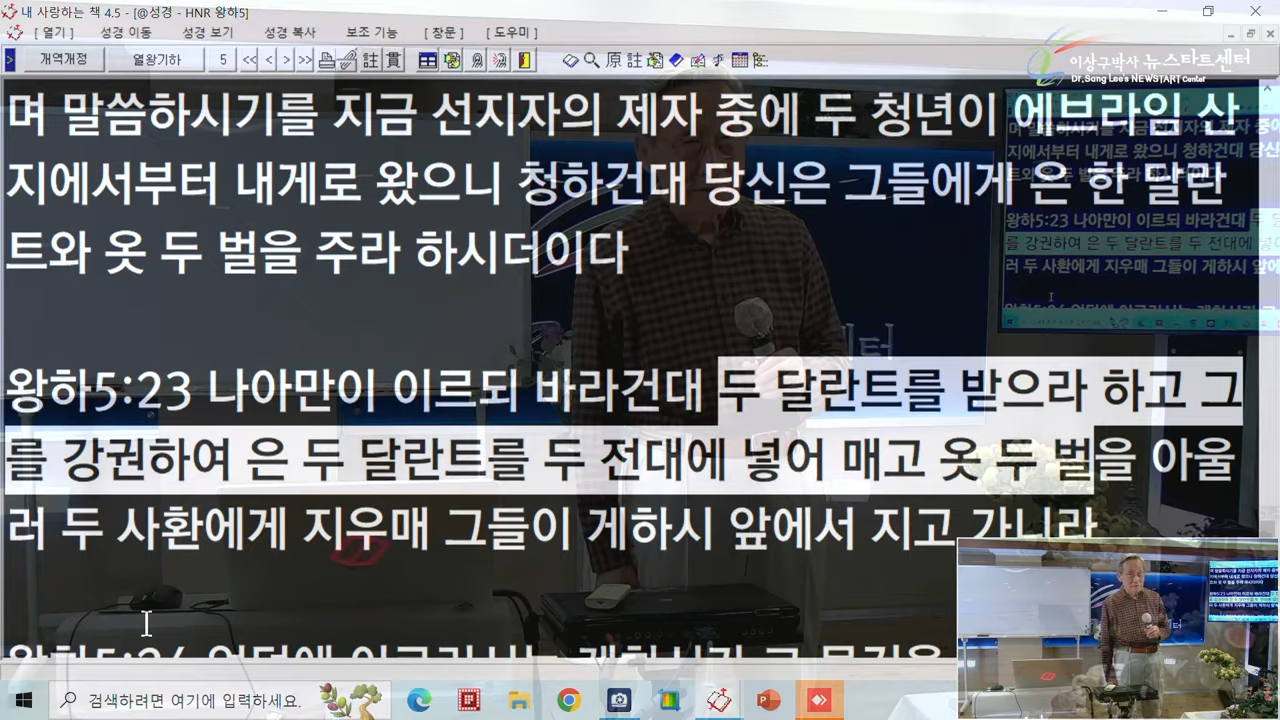 내 사랑하는 책 4.5 - [@성경 - HNR 왕하5]
[ 열기 ] 성경 이동 성경 보기 성경 복사 보조 기능 [ 창문 ] [ 도우미 ]
개역개정 열왕기하 5 << < > >> 註 貫 原 註
이상구박사 뉴스타트센터
Dr.Sang Lee's NEWSTART Center
며 말씀하시기를 지금 선지자의 제자 중에 두 청년이 에브라임 산
지에서부터 내게로 왔으니 청하건대 당신은 그들에게 은 한 달란
트와 옷 두 벌을 주라 하시더이다
왕하5:23 나아만이 이르되 바라건대 두 달란트를 받으라 하고 그
를 강권하여 은 두 달란트를 두 전대에 넣어 매고 옷 두 벌을 아울
러 두 사환에게 지우매 그들이 게하시 앞에서 지고 가니라
검색하려면 여기에 입력하세요.